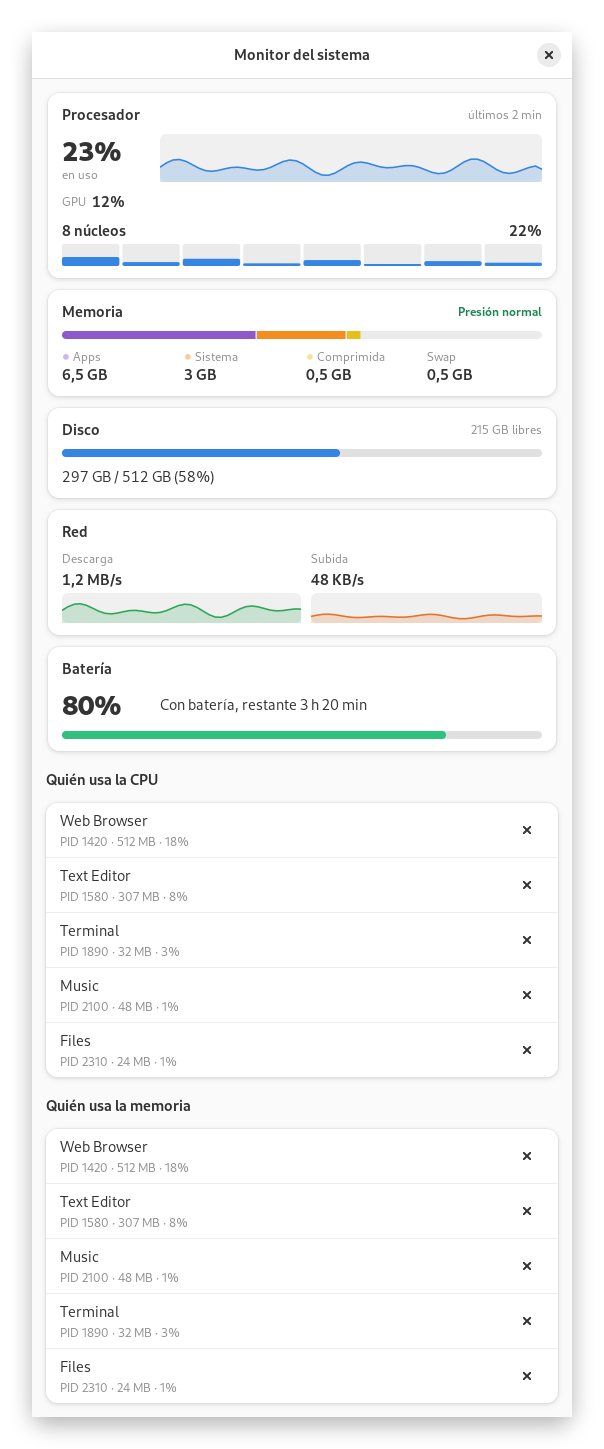 Monitor del sistema
Procesador
últimos 2 min
23%
en uso
GPU 12%
8 núcleos
22%
Memoria
Presión normal
Apps
Sistema
Comprimida
Swap
6,5 GB
3 GB
0,5 GB
0,5 GB
Disco
215 GB libres
297 GB / 512 GB (58%)
Red
Descarga
Subida
1,2 MB/s
48 KB/s
Batería
80%
Con batería, restante 3 h 20 min
Quién usa la CPU
Web Browser
PID 1420 · 512 MB · 18%
Text Editor
PID 1580 · 307 MB · 8%
Terminal
PID 1890 · 32 MB · 3%
Music
PID 2100 · 48 MB · 1%
Files
PID 2310 · 24 MB · 1%
Quién usa la memoria
Web Browser
PID 1420 · 512 MB · 18%
Text Editor
PID 1580 · 307 MB · 8%
Music
PID 2100 · 48 MB · 1%
Terminal
PID 1890 · 32 MB · 3%
Files
PID 2310 · 24 MB · 1%